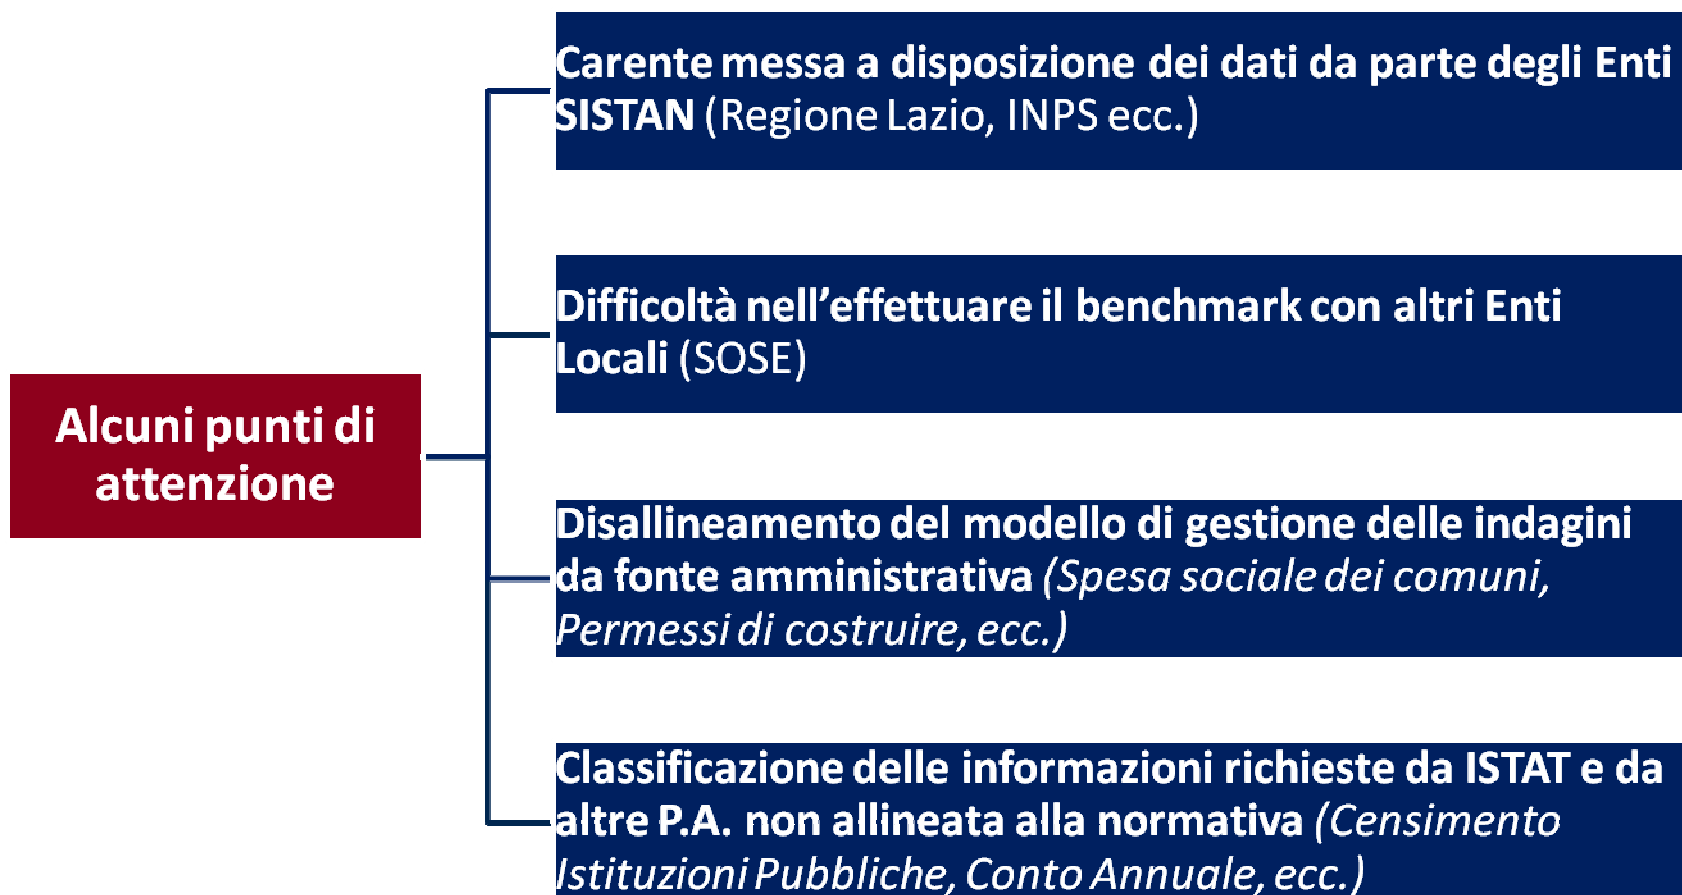 Carente messa a disposizione dei dati da parte degli Enti
SISTAN (Regione Lazio, INPS ecc.)
Difficoltà nell’effettuare il benchmark con altri Enti
Locali (SOSE)
Alcuni punti di
attenzione
Disallineamento del modello di gestione delle indagini
da fonte amministrativa (Spesa sociale dei comuni,
Permessi di costruire, ecc.)
Classificazione delle informazioni richieste da ISTAT e da
altre P.A. non allineata alla normativa (Censimento
Istituzioni Pubbliche, Conto Annuale, ecc.)